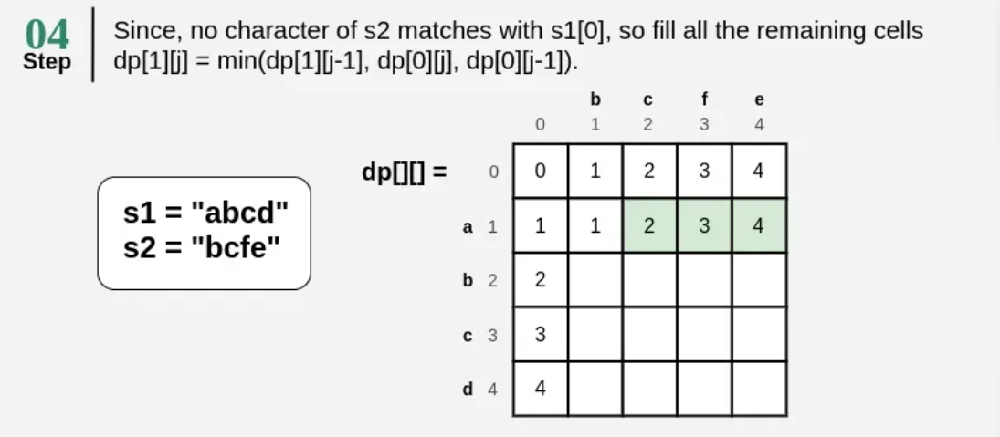 04
Step
Since, no character of s2 matches with s1[0], so fill all the remaining cells
dp[1][j] = min(dp[1][j-1], dp[0][j], dp[0][j-1]).
s1 = "abcd"
s2 = "bcfe"
dp[][] =
b c f e
0 1 2 3 4
0 0 1 2 3 4
a 1 1 1 2 3 4
b 2 2
c 3 3
d 4 4